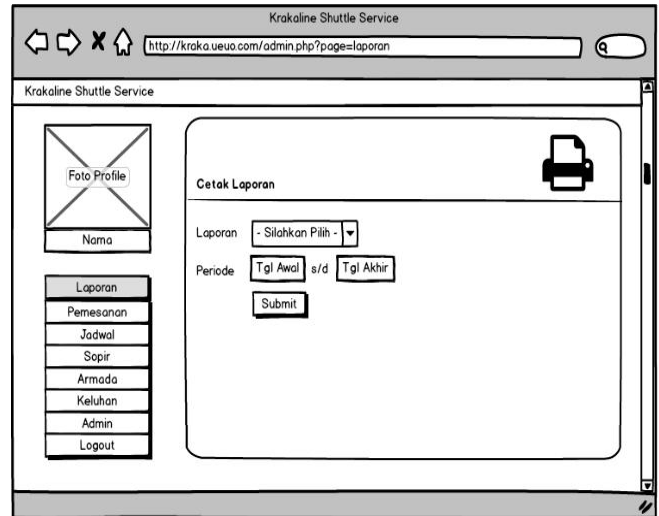 Krakaline Shuttle Service
http://kraka.ueuo.com/admin.php?page=laporan
Krakaline Shuttle Service
Foto Profile
Nama
Laporan
Pemesanan
Jadwal
Sopir
Armada
Keluhan
Admin
Logout
Cetak Laporan
Laporan - Silahkan Pilih -
Periode Tgl Awal s/d Tgl Akhir
Submit